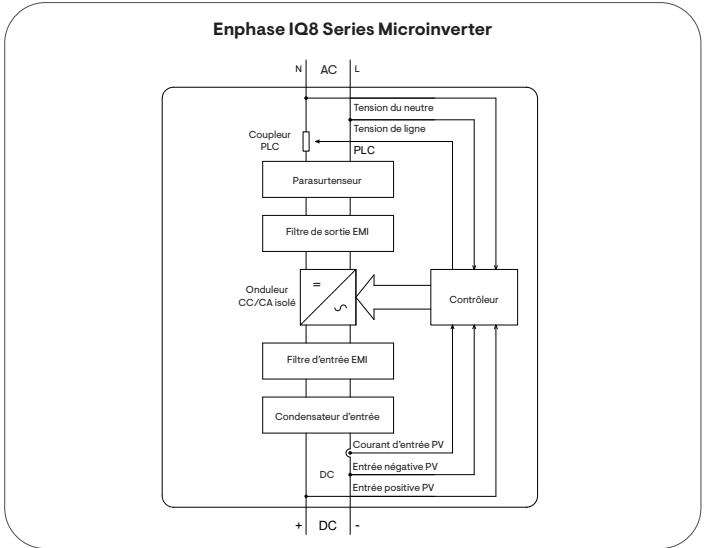 Enphase IQ8 Series Microinverter
N AC L
Tension du neutre
Tension de ligne
Coupleur
PLC
PLC
Parasurtenseur
Filtre de sortie EMI
Onduleur
CC/CA isolé
=
∿
Contrôleur
Filtre d'entrée EMI
Condensateur d'entrée
Courant d'entrée PV
DC
Entrée négative PV
Entrée positive PV
+ DC -